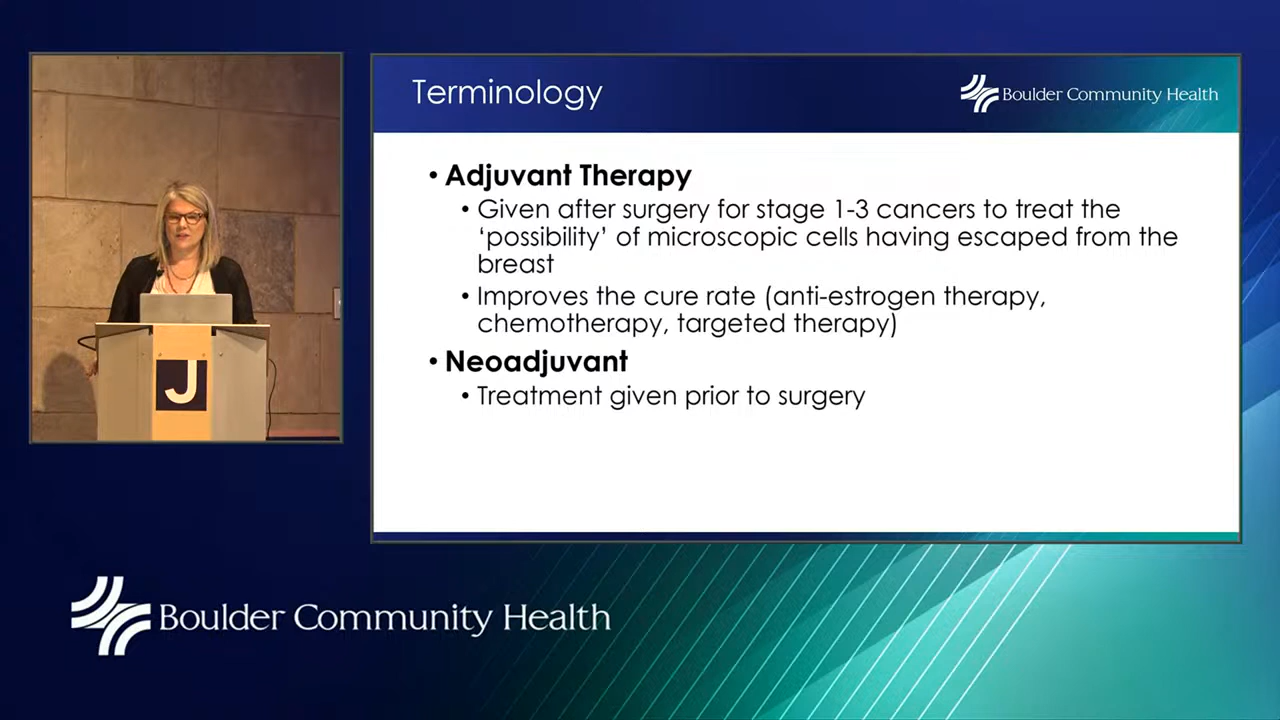 Terminology
Boulder Community Health
• Adjuvant Therapy
• Given after surgery for stage 1-3 cancers to treat the
‘possibility’ of microscopic cells having escaped from the
breast
• Improves the cure rate (anti-estrogen therapy,
chemotherapy, targeted therapy)
• Neoadjuvant
• Treatment given prior to surgery
J
Boulder Community Health